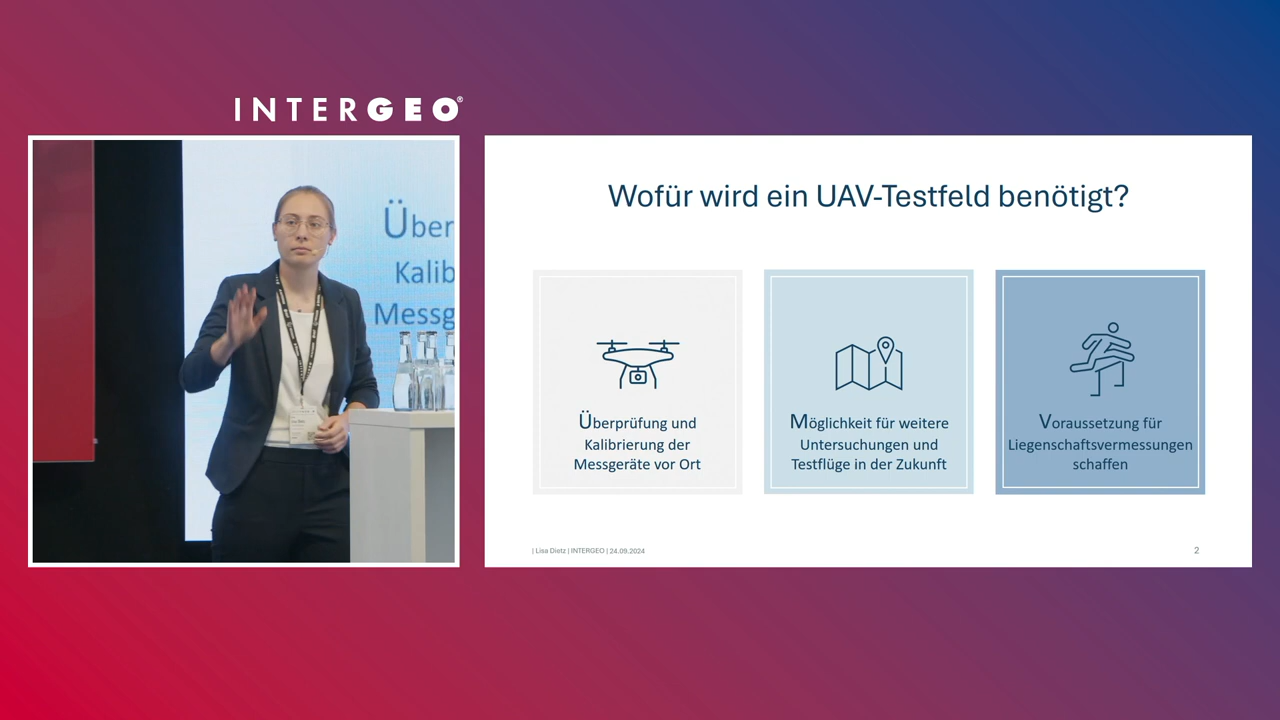 INTERGEO®
Über
Kalib
Messg
Wofür wird ein UAV-Testfeld benötigt?
Überprüfung und
Kalibrierung der
Messgeräte vor Ort
Möglichkeit für weitere
Untersuchungen und
Testflüge in der Zukunft
Voraussetzung für
Liegenschaftsvermessungen
schaffen
| Lisa Dietz | INTERGEO | 24.09.2024
2